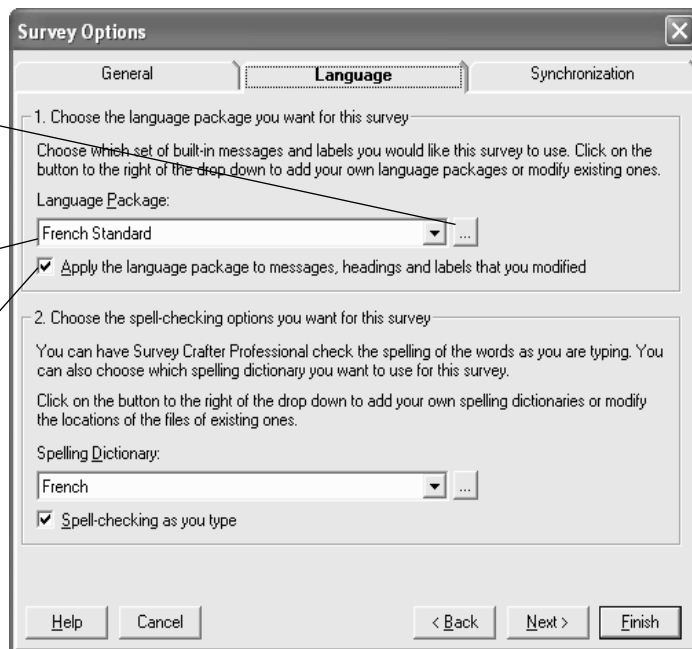 Survey Options
General
Language
Synchronization
1. Choose the language package you want for this survey
Choose which set of built-in messages and labels you would like this survey to use. Click on the
button to the right of the drop down to add your own language packages or modify existing ones.
Language Package:
French Standard
...
Apply the language package to messages, headings and labels that you modified
2. Choose the spell-checking options you want for this survey
You can have Survey Crafter Professional check the spelling of the words as you are typing. You
can also choose which spelling dictionary you want to use for this survey.
Click on the button to the right of the drop down to add your own spelling dictionaries or modify
the locations of the files of existing ones.
Spelling Dictionary:
French
...
Spell-checking as you type
Help
Cancel
< Back
Next >
Finish